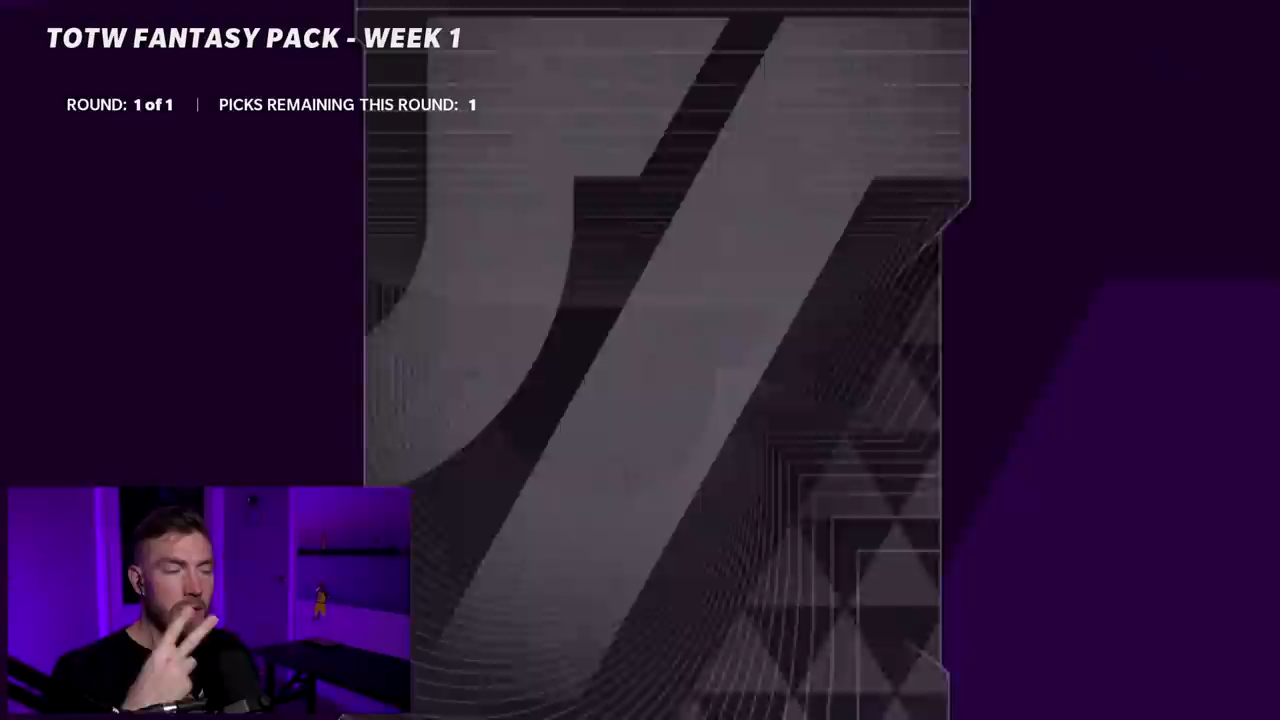 TOTW FANTASY PACK - WEEK 1
ROUND: 1 of 1 | PICKS REMAINING THIS ROUND: 1